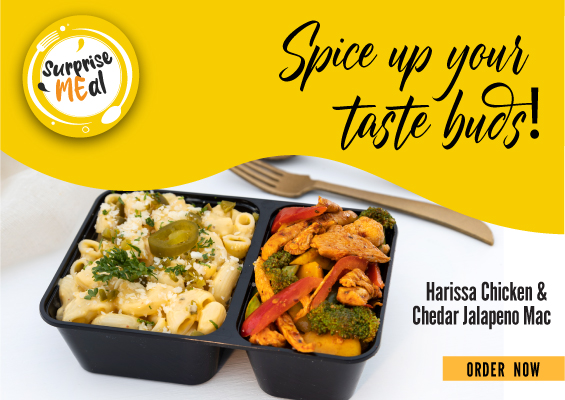 Surprise
MEal
Spice up your
taste buds!
Harissa Chicken &
Chedar Jalapeno Mac
ORDER NOW